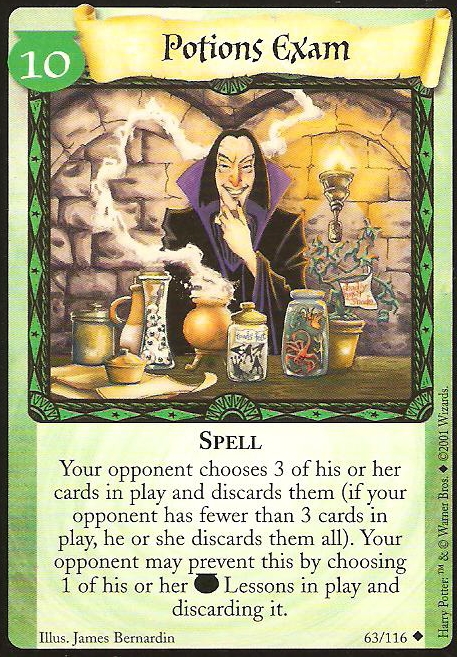 10
Potions Exam
SPELL
Your opponent chooses 3 of his or her
cards in play and discards them (if your
opponent has fewer than 3 cards in
play, he or she discards them all). Your
opponent may prevent this by choosing
1 of his or her Lessons in play and
discarding it.
Illus. James Bernardin
63/116
Harry Potter: ™ & © Warner Bros. ◆ ©2001 Wizards.